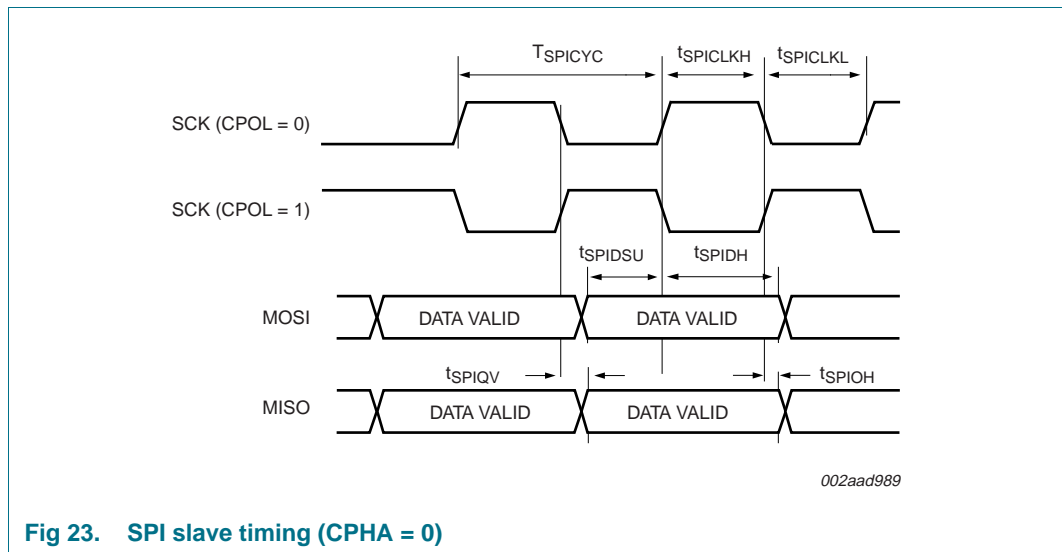 TSPICYC tSPICLKH tSPICLKL
SCK (CPOL = 0)
SCK (CPOL = 1)
tSPIDSU tSPIDH
MOSI DATA VALID DATA VALID
tSPIQV tSPIOH
MISO DATA VALID DATA VALID
002aad989
Fig 23. SPI slave timing (CPHA = 0)